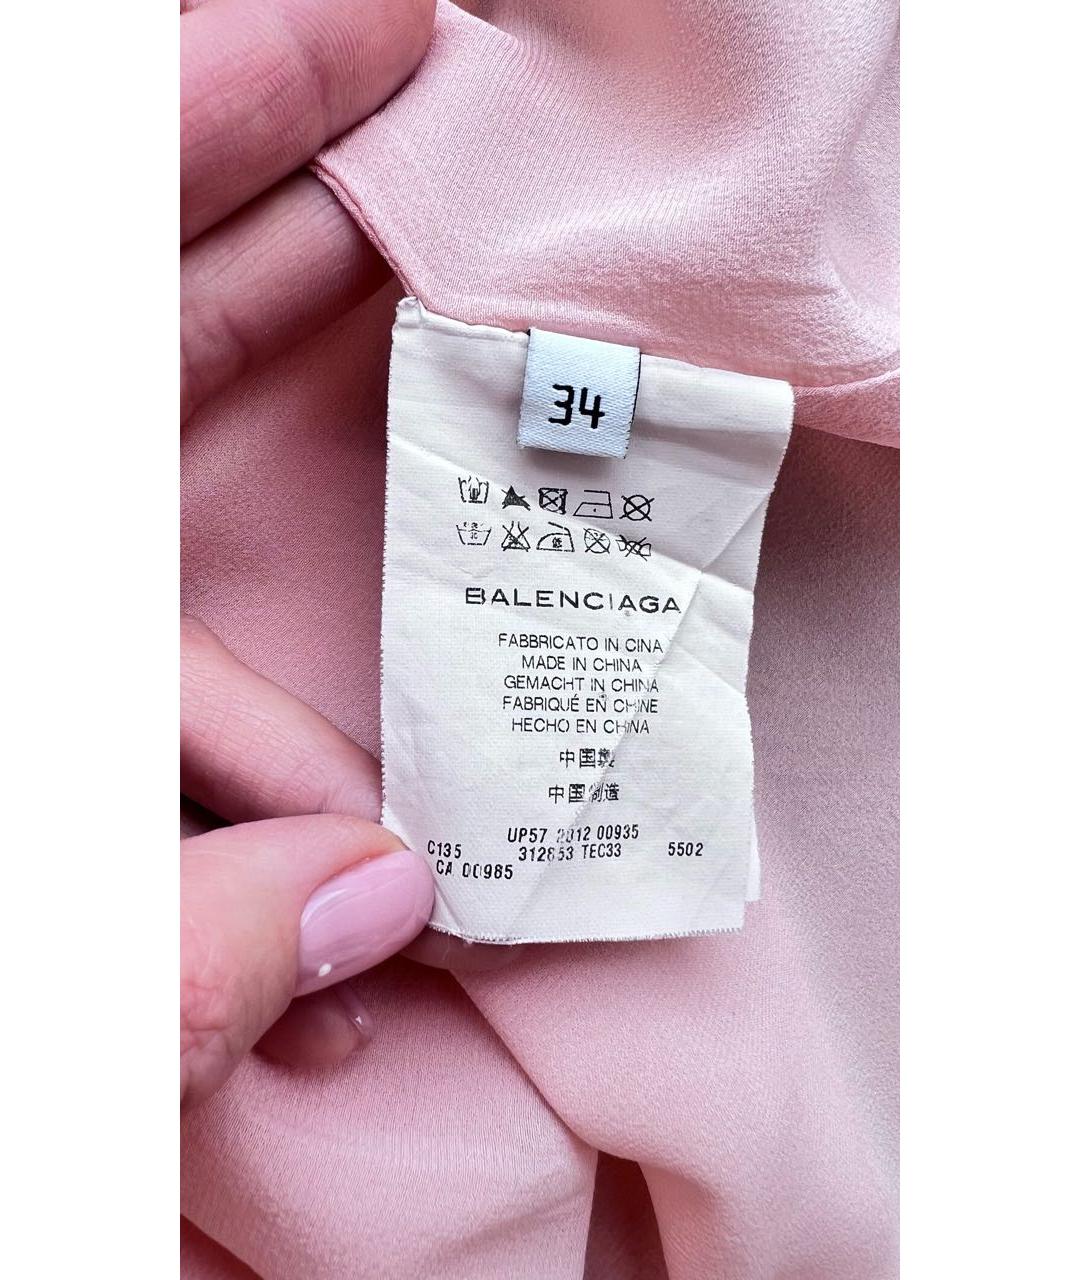 34
BALENCIAGA
FABBRICATO IN CINA
MADE IN CHINA
GEMACHT IN CHINA
FABRIQUÉ EN CHINE
HECHO EN CHINA
中国製
中国制造
UP57 2012 00935
C135 312853 TEC33 5502
CA 00985